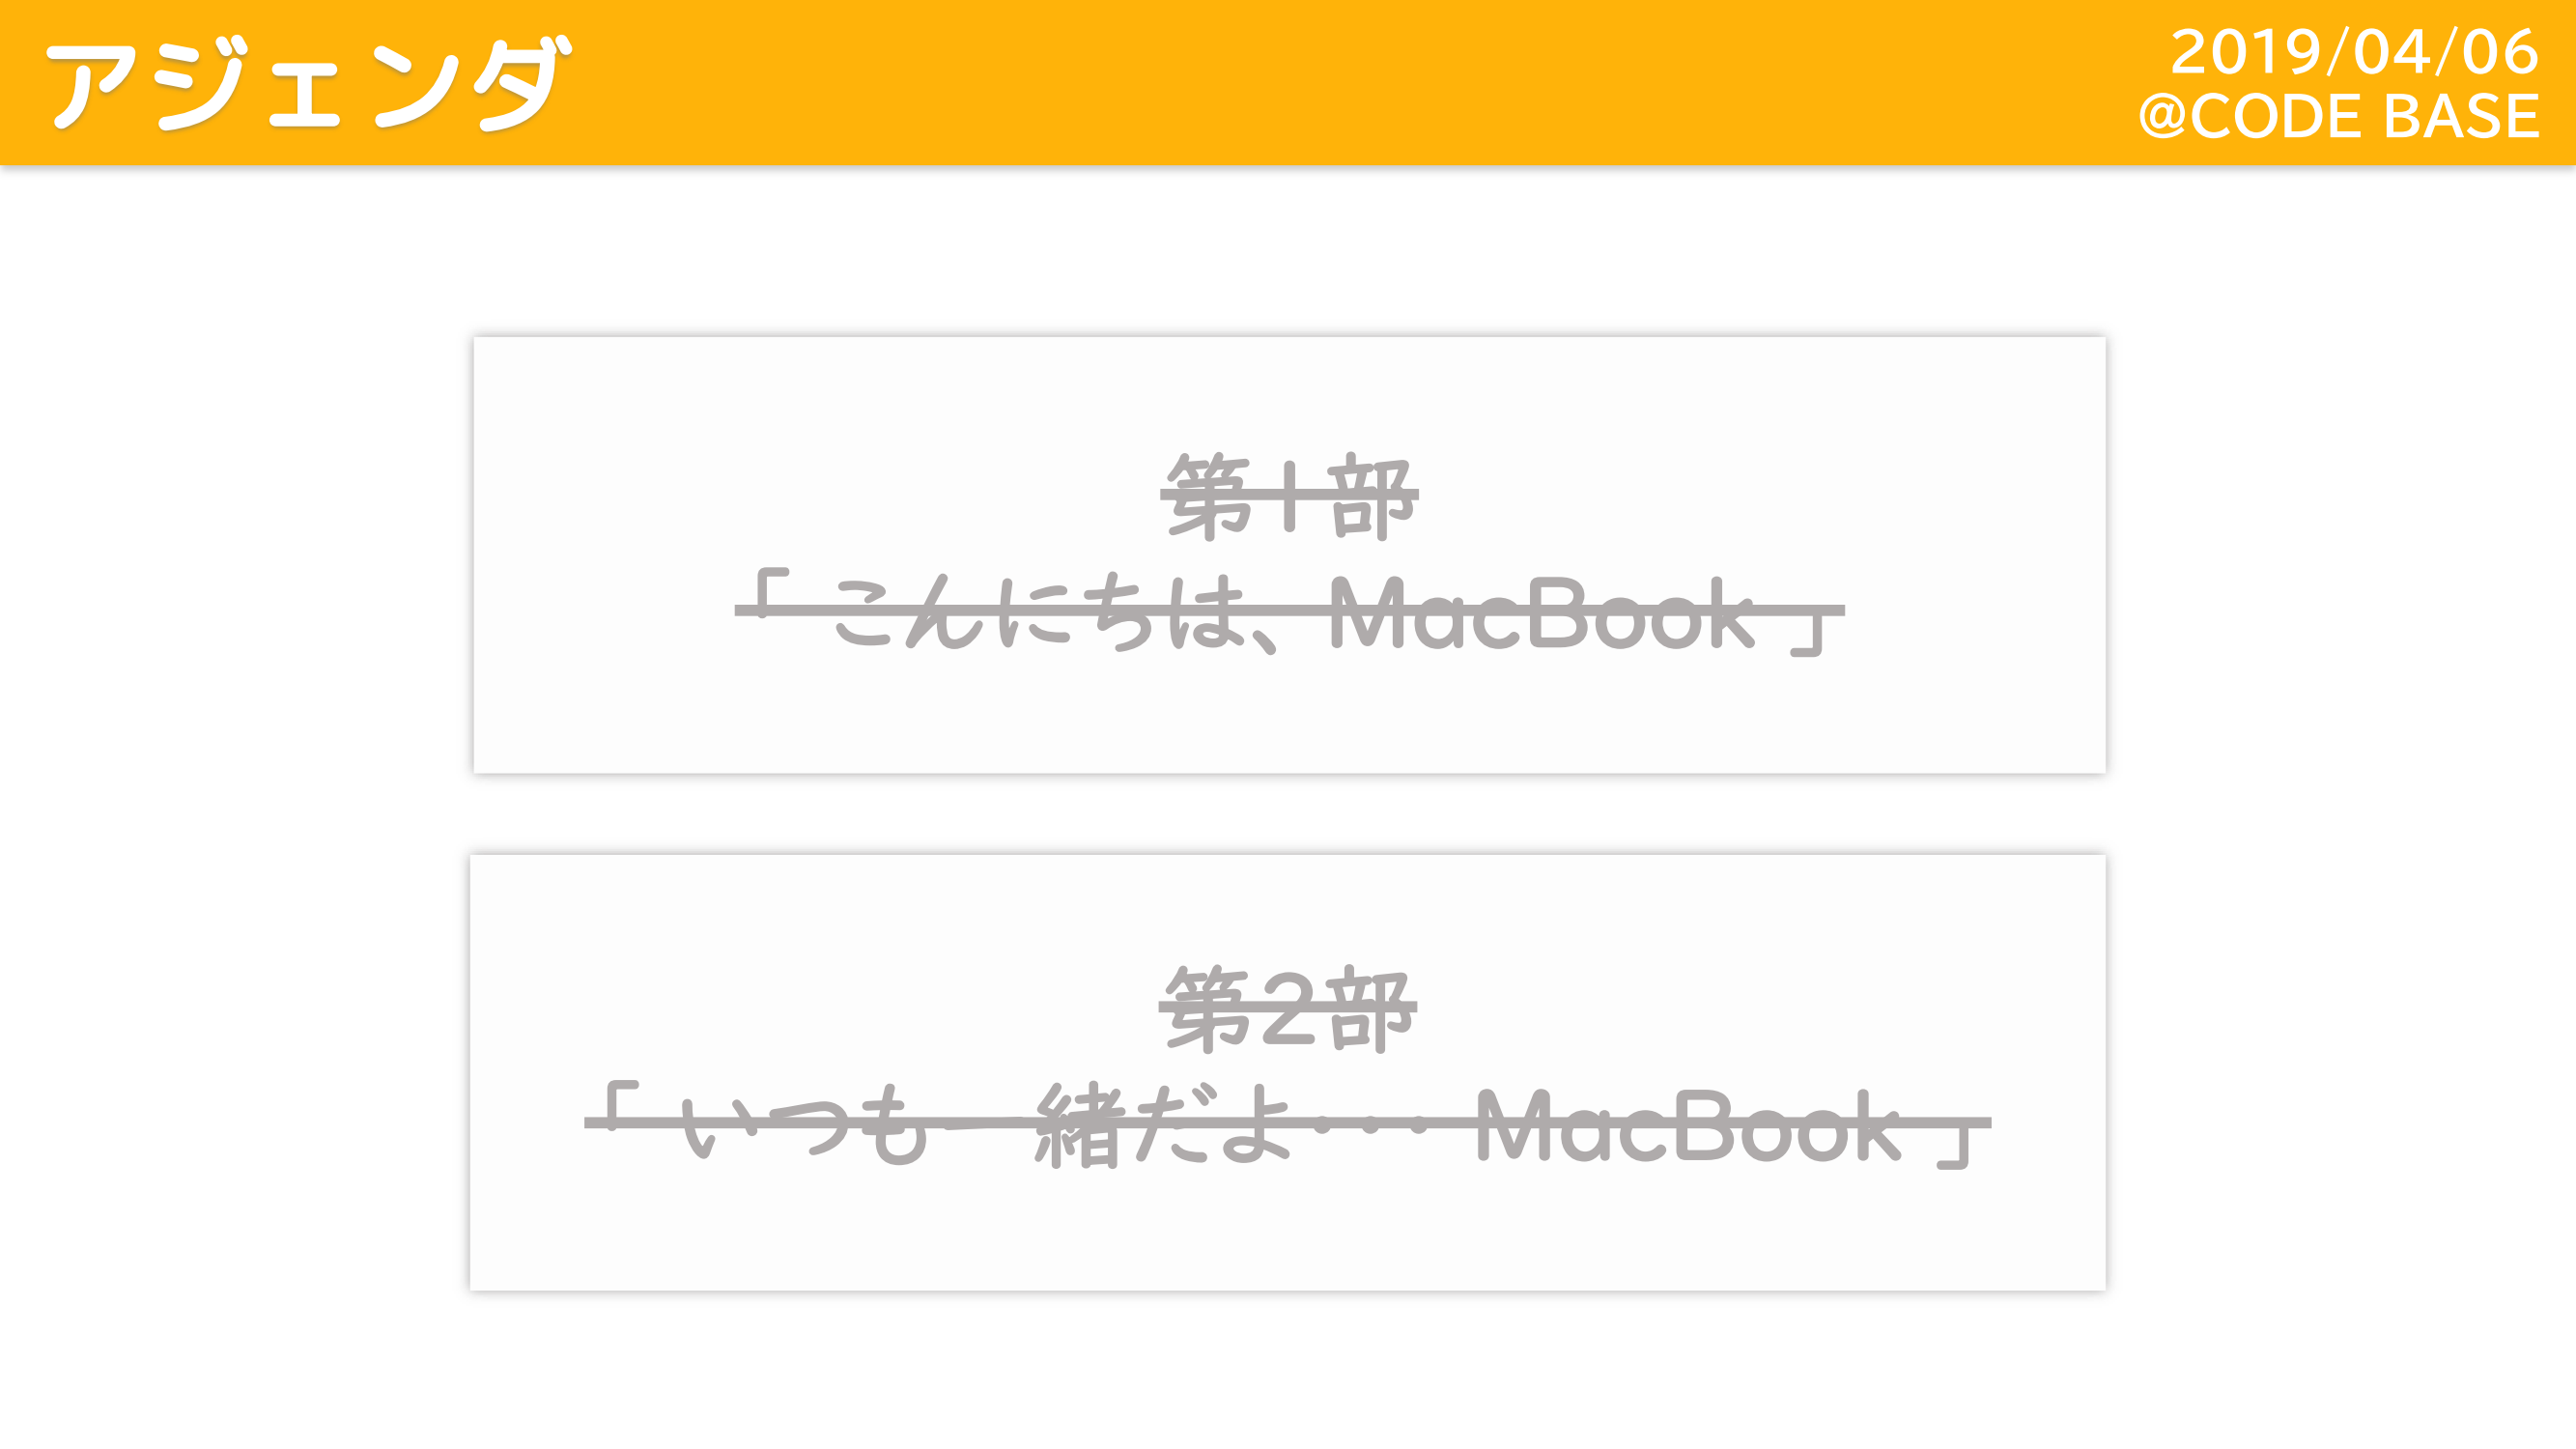 アジェンダ
2019/04/06
@CODE BASE
第1部
「 こんにちは、MacBook 」
第2部
「 いつも一緒だよ・・・ MacBook 」